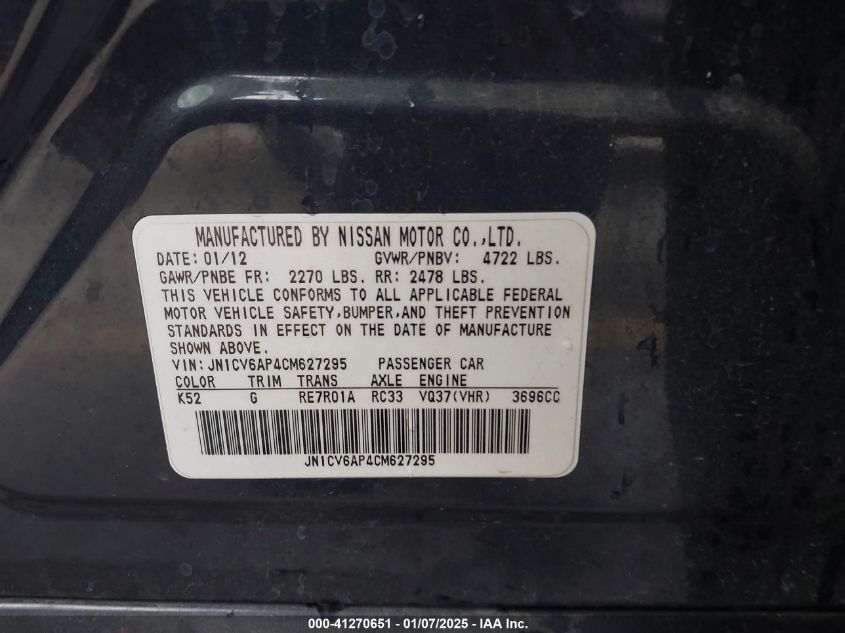 MANUFACTURED BY NISSAN MOTOR CO.,LTD.
DATE: 01/12 GVWR/PNBV: 4722 LBS.
GAWR/PNBE FR: 2270 LBS. RR: 2478 LBS.
THIS VEHICLE CONFORMS TO ALL APPLICABLE FEDERAL
MOTOR VEHICLE SAFETY,BUMPER,AND THEFT PREVENTION
STANDARDS IN EFFECT ON THE DATE OF MANUFACTURE
SHOWN ABOVE.
VIN: JN1CV6AP4CM627295 PASSENGER CAR
COLOR TRIM TRANS AXLE ENGINE
K52 G RE7R01A RC33 VQ37(VHR) 3696CC
JN1CV6AP4CM627295
000-41270651 - 01/07/2025 - IAA Inc.